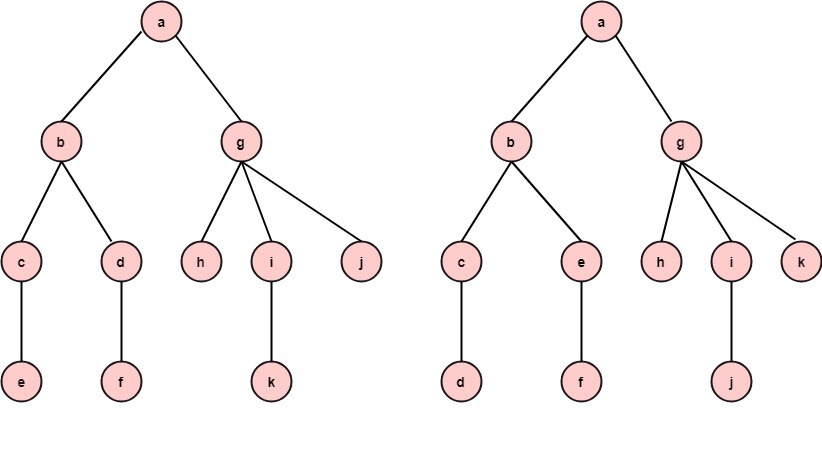 a
b g
c d h i j
e f k
a
b g
c e h i k
d f j